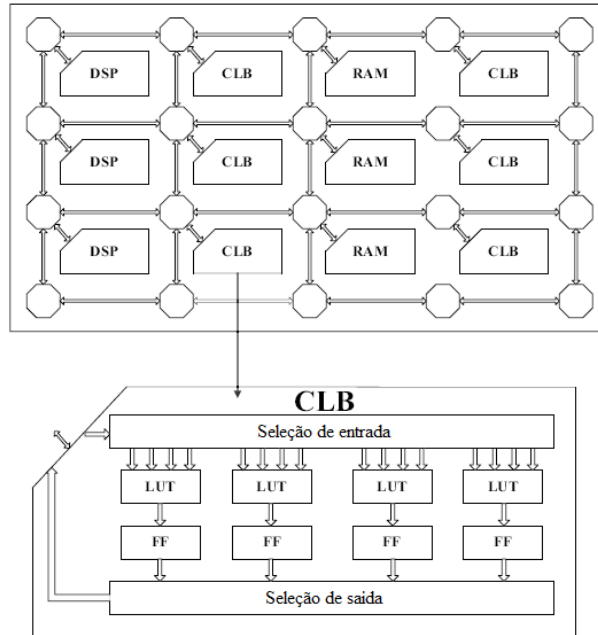 DSP CLB RAM CLB
DSP CLB RAM CLB
DSP CLB RAM CLB
CLB
Seleção de entrada
LUT LUT LUT LUT
FF FF FF FF
Seleção de saida